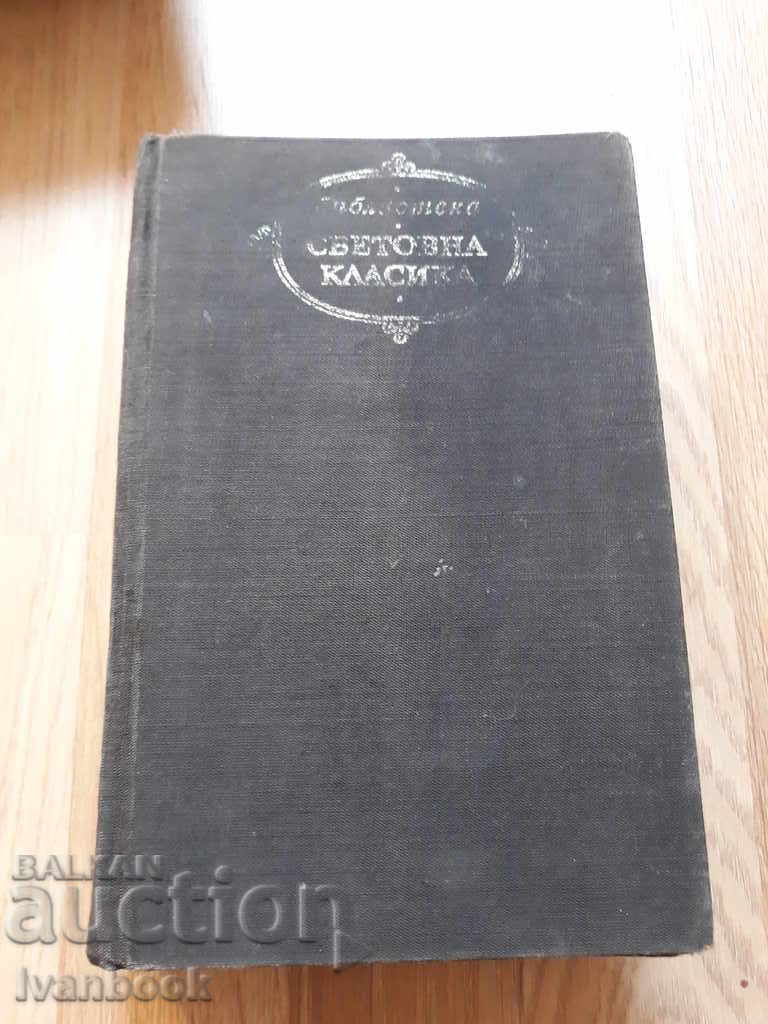 Библиотека
СВЕТОВНА
КЛАСИКА
BALKAN
auction
Ivanbook